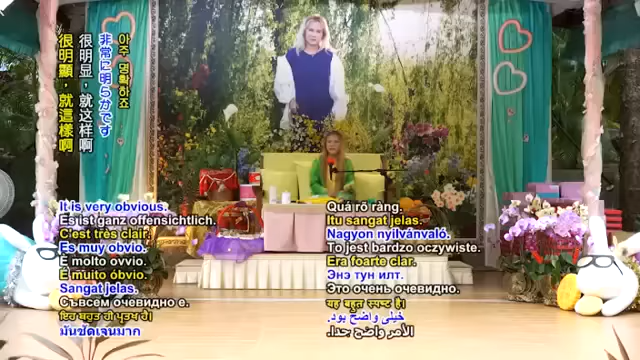 很明顯，就這樣啊
很明显，就这样啊
非常に明らかです
아주 명확하죠
It is very obvious.
Es ist ganz offensichtlich.
C'est très clair.
Es muy obvio.
È molto ovvio.
É muito óbvio.
Sangat jelas.
Съвсем очевидно е.
ਇਹ ਬਹੁਤ ਹੀ ਪ੍ਰਤਖ ਹੈ।
มันชัดเจนมาก
Quá rõ ràng.
Itu sangat jelas.
Nagyon nyilvánvaló.
To jest bardzo oczywiste.
Era foarte clar.
Энэ тун илт.
Это очень очевидно.
यह बहुत स्पष्ट है।
خیلی واضح بود.
الأمر واضح جدا.